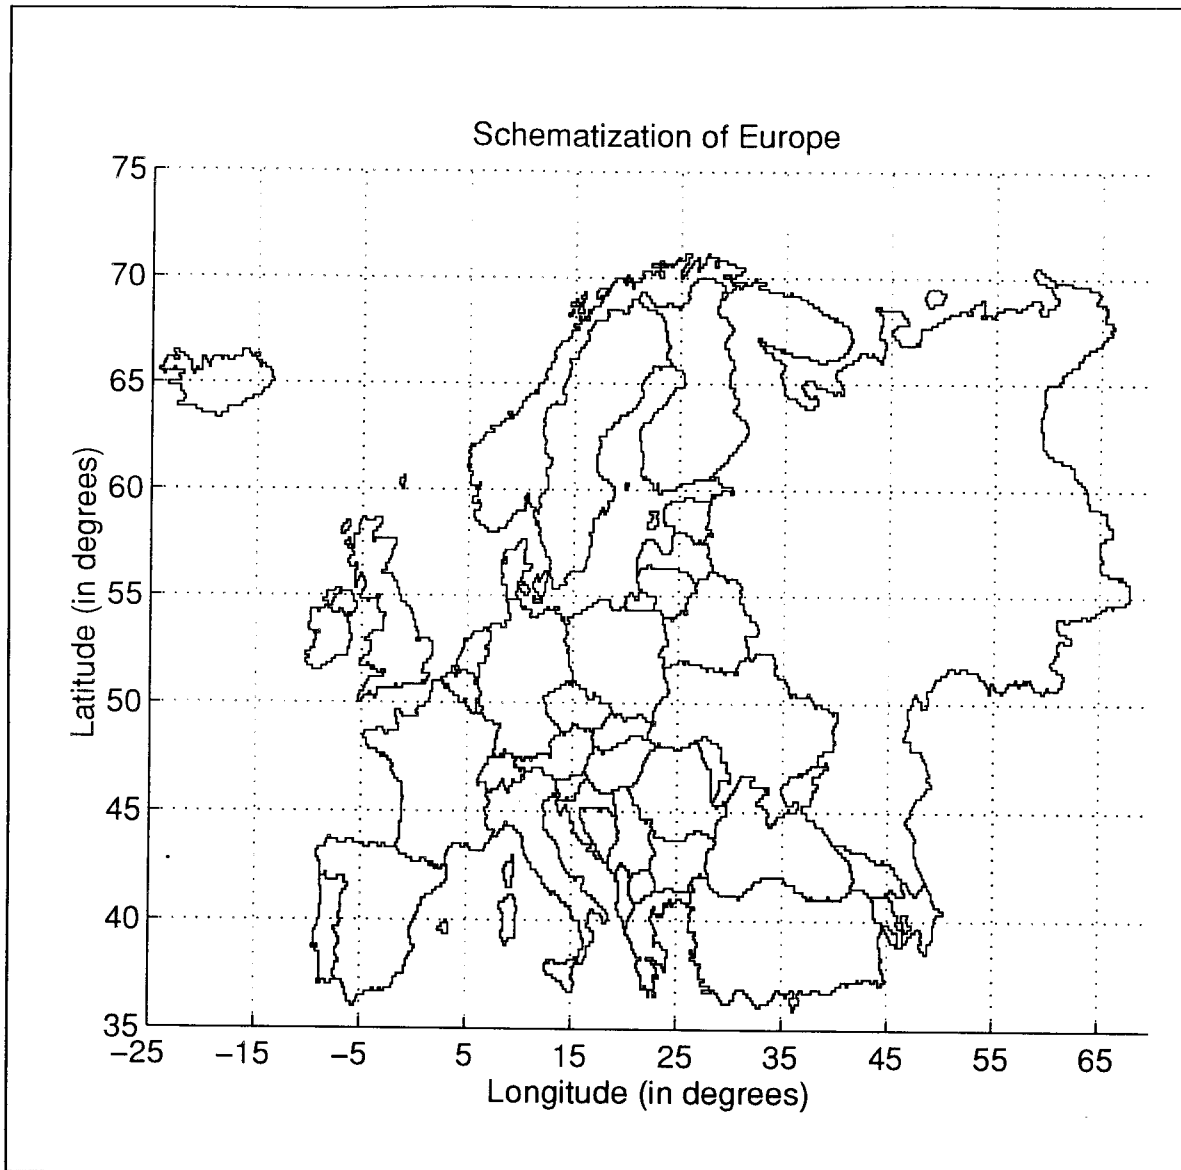 Schematization of Europe
75
70
65
60
55
50
45
40
35
Latitude (in degrees)
−25 −15 −5 5 15 25 35 45 55 65
Longitude (in degrees)